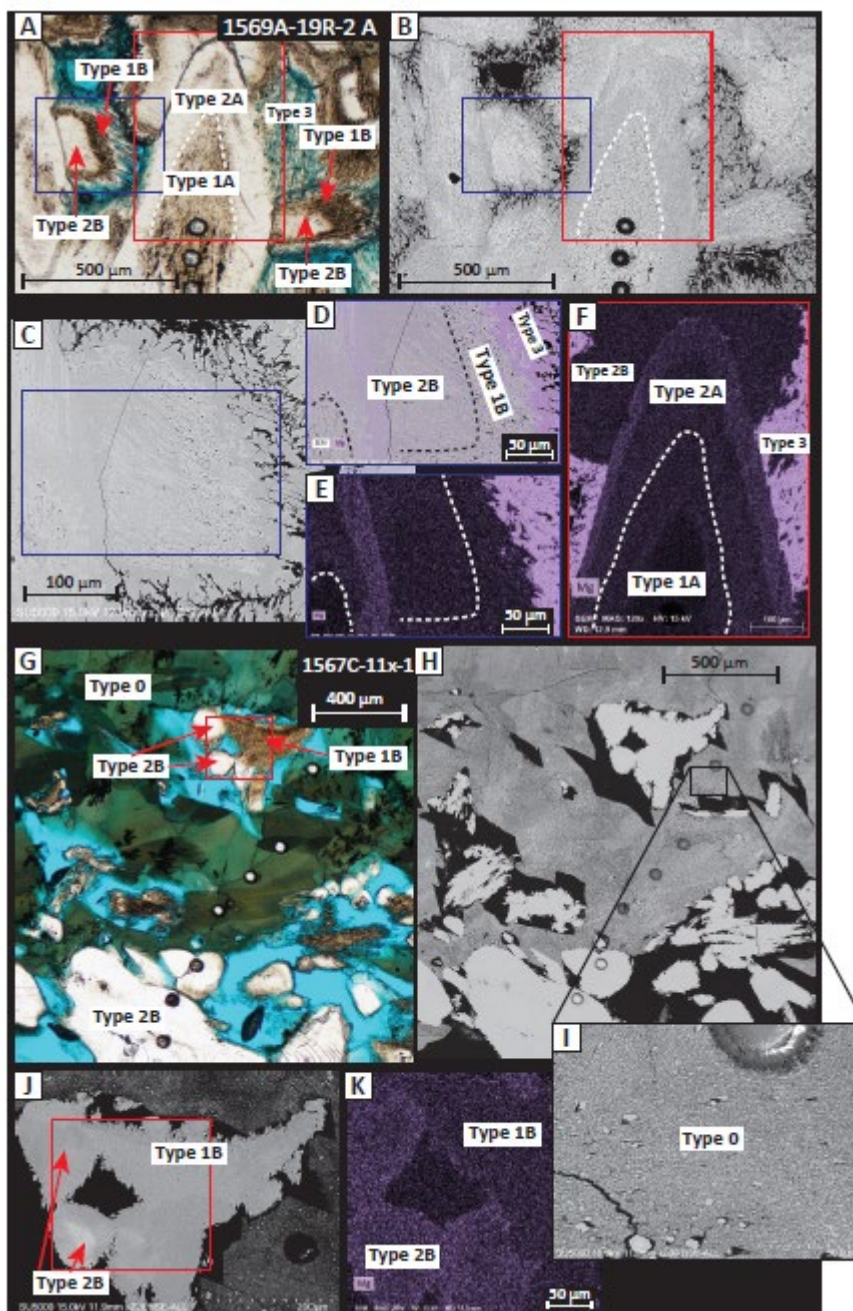 A
1569A-19R-2 A
Type 1B
Type 2A
Type 3
Type 1B
Type 1A
Type 2B
Type 2B
500 µm
B
500 µm
C
100 µm
D
Type 2B
Type 1B
Type 3
50 µm
E
50 µm
F
Type 2B
Type 2A
Type 3
Type 1A
Mg
G
1567C-11x-1
Type 0
400 µm
Type 2B
Type 1B
Type 2B
H
500 µm
I
Type 0
J
Type 1B
Type 2B
K
Type 1B
Type 2B
Mg
50 µm